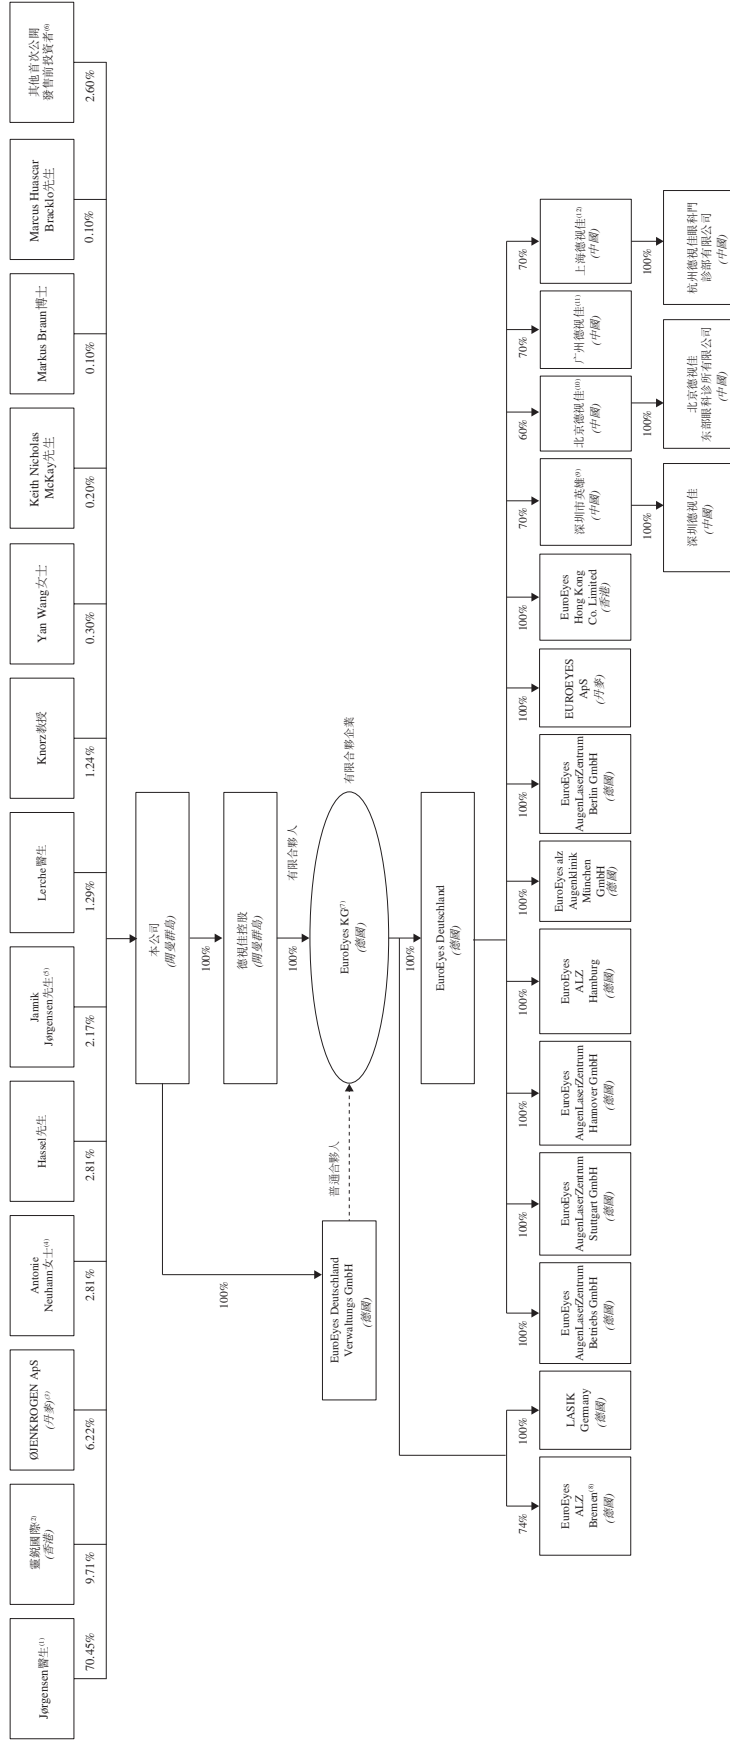 Jørgensen醫生(1)
70.45%
靈銳國際(2)
(香港)
9.71%
ØJENKROGEN ApS
(丹麥)(3)
6.22%
Antonie
Neuhann女士(4)
2.81%
Hassel先生
2.81%
Jannik
Jørgensen先生(5)
2.17%
Lerche醫生
1.29%
Knorz教授
1.24%
Yan Wang女士
0.30%
Keith Nicholas
McKay先生
0.20%
Markus Braun博士
0.10%
Marcus Huascar
Bracklo先生
0.10%
其他首次公開
發售前投資者(6)
2.60%
本公司
(開曼群島)
100%
德視佳控股
(開曼群島)
100%
有限合夥人
100%
EuroEyes Deutschland
Verwaltungs GmbH
(德國)
普通合夥人
EuroEyes KG(7)
(德國)
有限合夥企業
100%
EuroEyes Deutschland
(德國)
74%
EuroEyes
ALZ
Bremen(8)
(德國)
100%
LASIK
Germany
(德國)
100%
EuroEyes
AugenLaserZentrum
Betriebs GmbH
(德國)
100%
EuroEyes
AugenLaserZentrum
Stuttgart GmbH
(德國)
100%
EuroEyes
AugenLaserZentrum
Hannover GmbH
(德國)
100%
EuroEyes
ALZ
Hamburg
(德國)
100%
EuroEyes alz
Augenklinik
München
GmbH
(德國)
100%
EuroEyes
AugenLaserZentrum
Berlin GmbH
(德國)
100%
EUROEYES
ApS
(丹麥)
100%
EuroEyes
Hong Kong
Co. Limited
(香港)
70%
深圳市英雄(9)
(中國)
60%
北京德视佳(10)
(中國)
70%
广州德视佳(11)
(中國)
70%
上海德视佳(12)
(中國)
100%
深圳德视佳
(中國)
100%
北京德视佳
东部眼科诊所有限公司
(中國)
100%
杭州德视佳眼科門
診部有限公司
(中國)